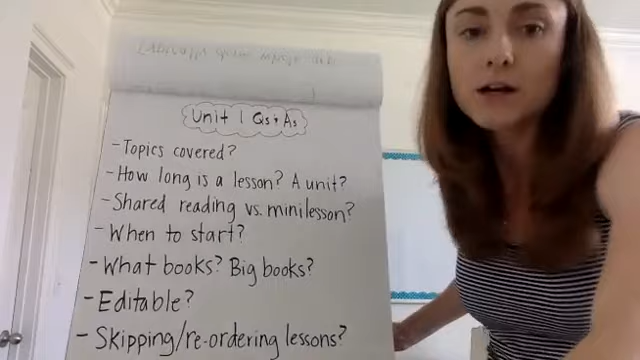 Unit 1 Qs + As
- Topics covered?
- How long is a lesson? A unit?
- Shared reading vs. minilesson?
- When to start?
- What books? Big books?
- Editable?
- Skipping/re-ordering lessons?